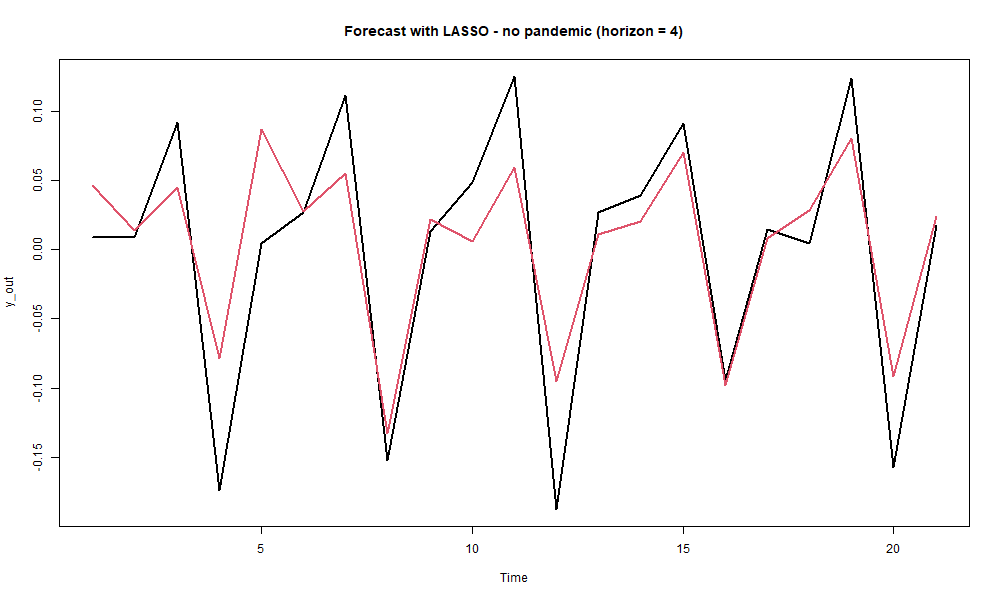 Forecast with LASSO - no pandemic (horizon = 4)
0.10
0.05
0.00
-0.05
-0.10
-0.15
y_out
5 10 15 20
Time